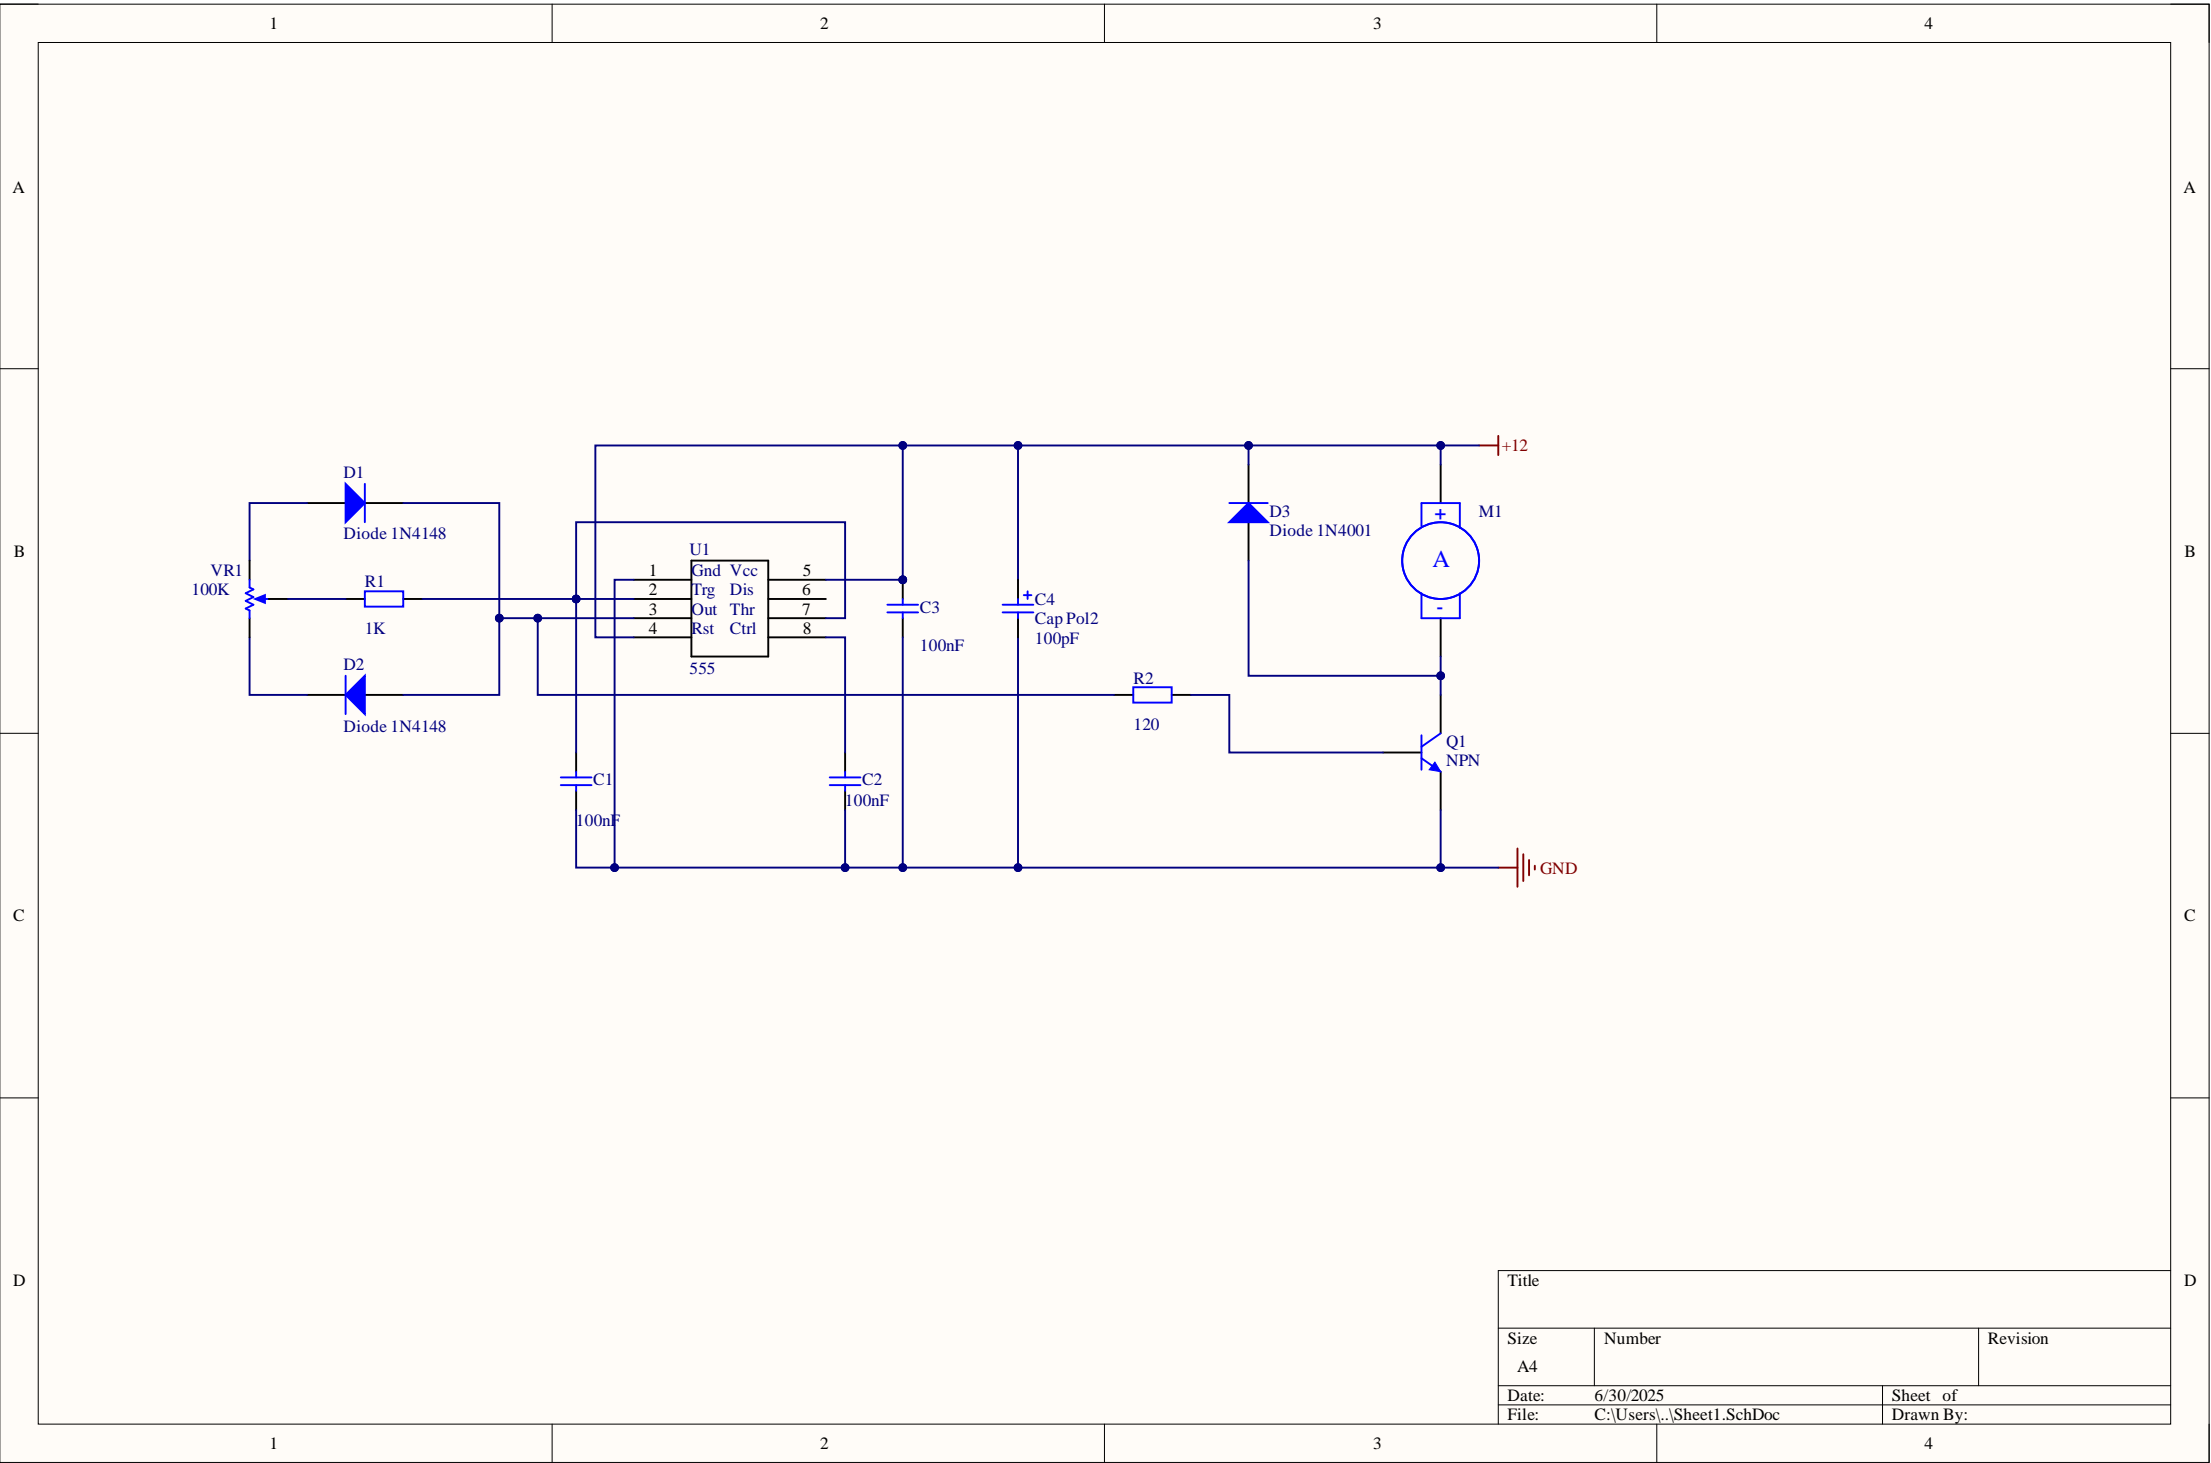 1 2 3 4
A A
+12
D1
Diode 1N4148
D3
Diode 1N4001
M1
+
A
-
B B
U1
VR1
100K
R1
1K
1 Gnd Vcc 5
2 Trg Dis 6
3 Out Thr 7
4 Rst Ctrl 8
555
C3
100nF
+
C4
Cap Pol2
100pF
D2
Diode 1N4148
R2
120
Q1
NPN
C1
100nF
C2
100nF
GND
C C
D D
Title
Size Number Revision
A4
Date: 6/30/2025 Sheet of
File: C:\Users\..\Sheet1.SchDoc Drawn By:
1 2 3 4